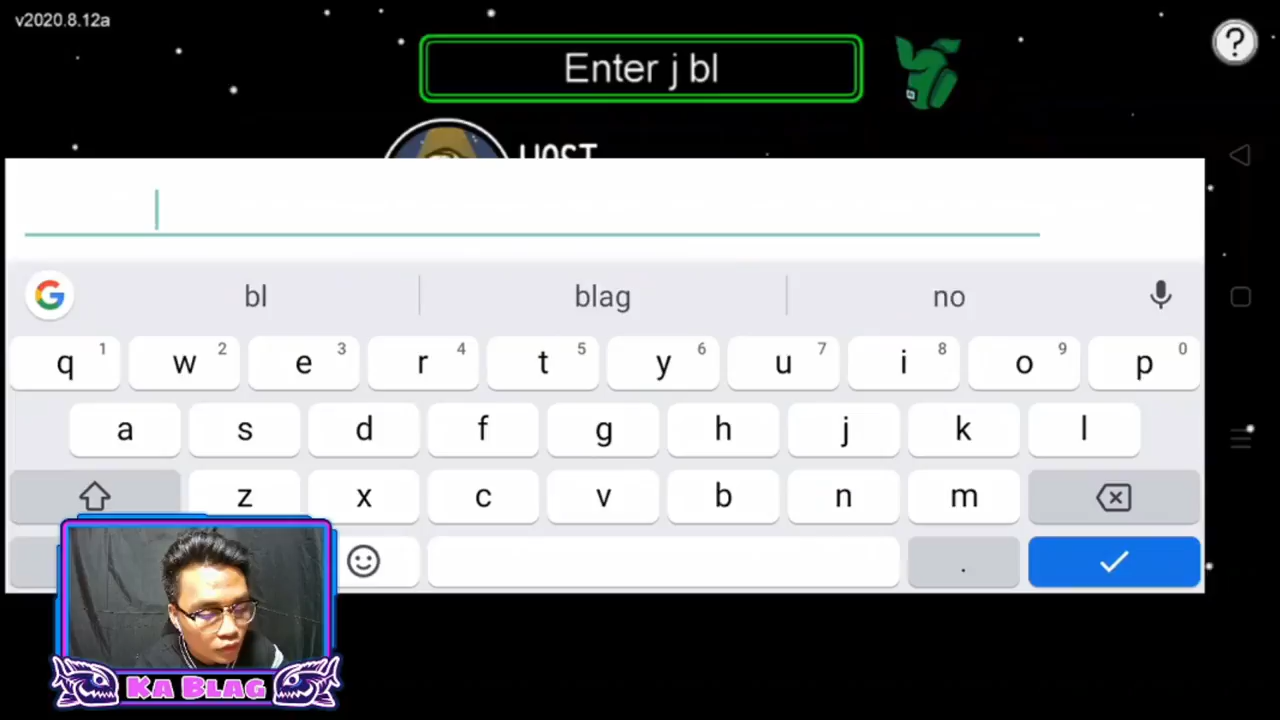 v2020.8.12a
Enter j bl
?
HOST
G bl blag no
q 1 w 2 e 3 r 4 t 5 y 6 u 7 i 8 o 9 p 0
a s d f g h j k l
z x c v b n m
.
KA BLAG